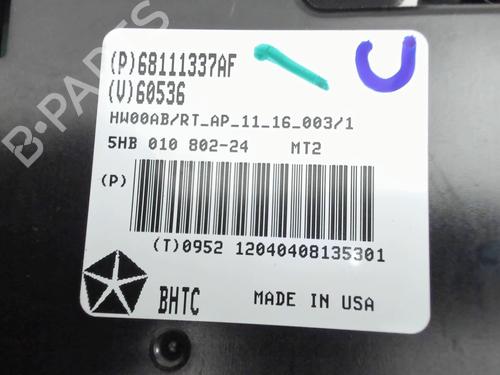 (P)68111337AF
(V)60536
HW00AB/RT_AP_11_16_003/1
5HB 010 802-24 MT2
(P)
(T)0952 12040408135301
BHTC MADE IN USA
B-PARTS